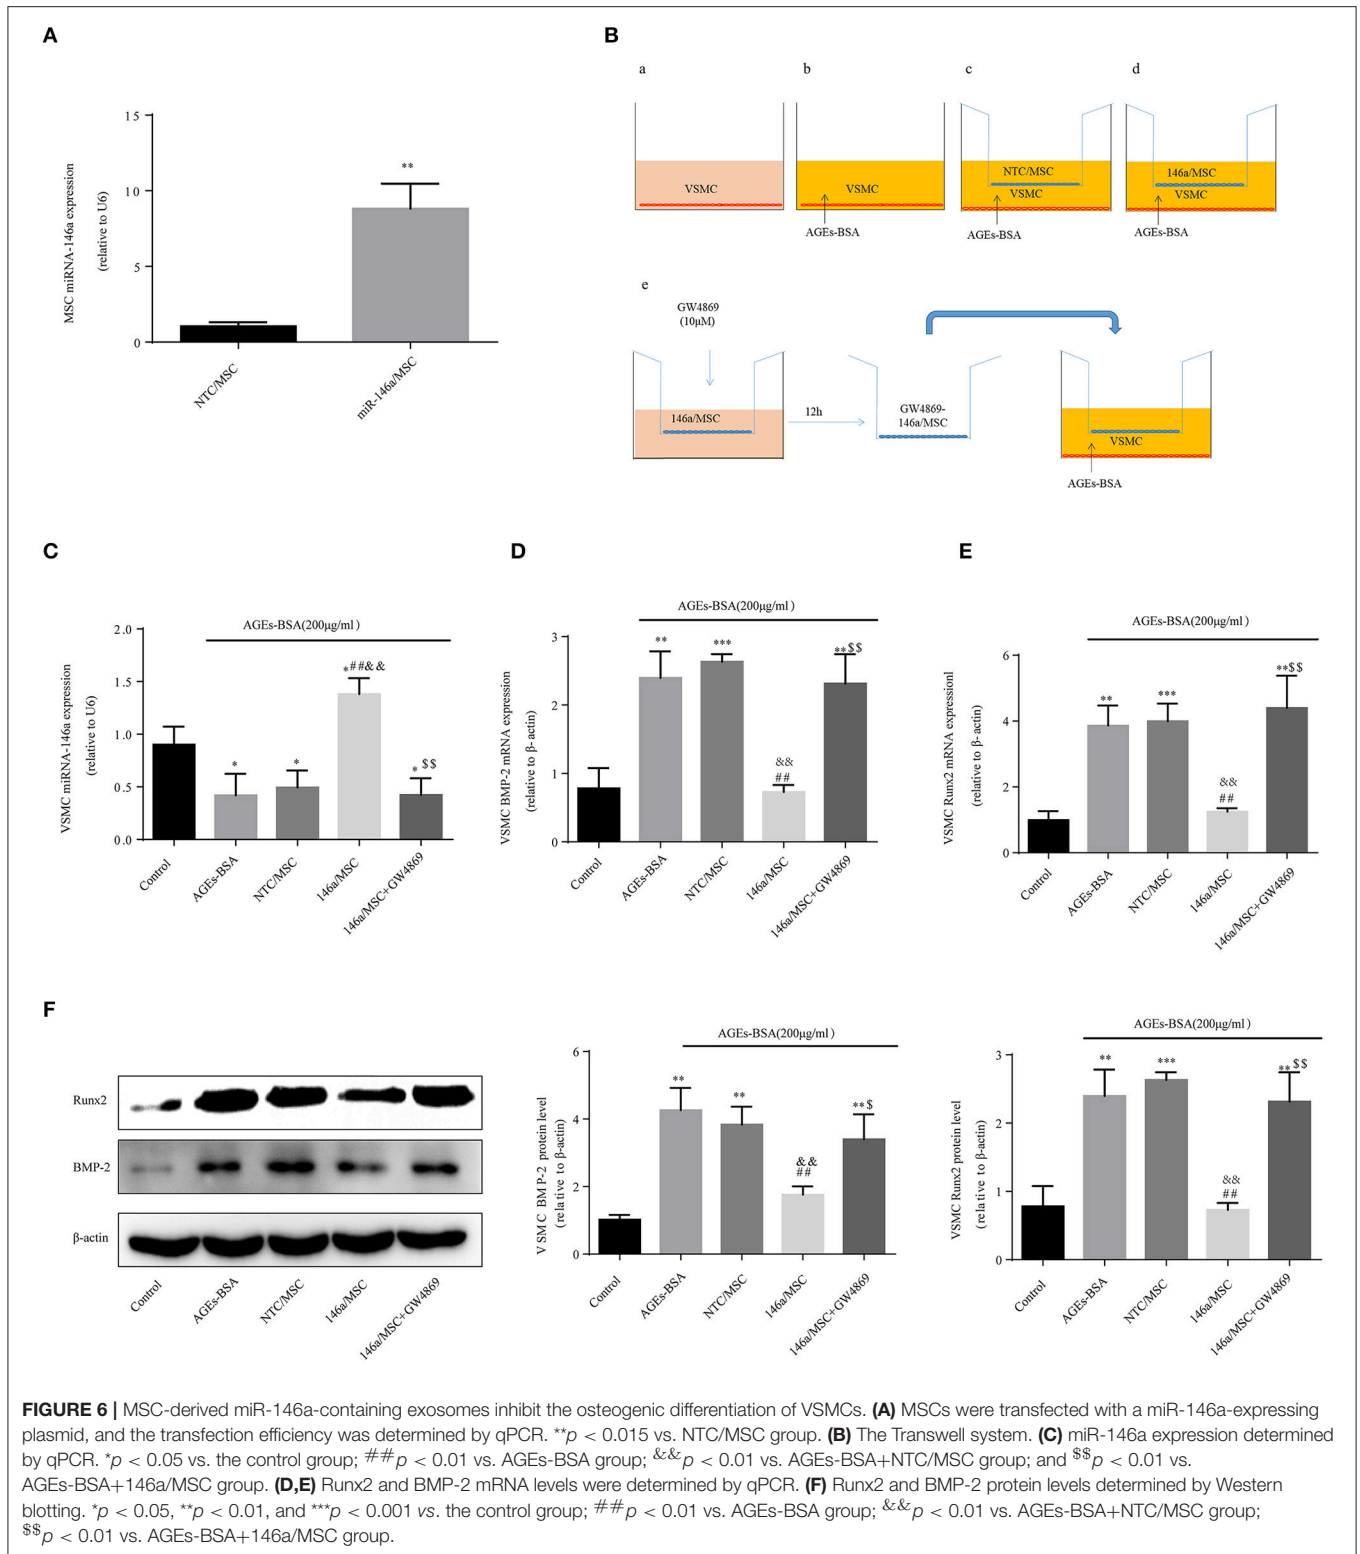 A
15
10
5
0
MSC miRNA-146a expression
(relative to U6)
**
NTC/MSC
miR-146a/MSC
B
a
b
c
d
VSMC
VSMC
AGEs-BSA
NTC/MSC
VSMC
AGEs-BSA
146a/MSC
VSMC
AGEs-BSA
e
GW4869
(10μM)
146a/MSC
12h
GW4869-
146a/MSC
VSMC
AGEs-BSA
C
AGEs-BSA(200μg/ml)
2.0
1.5
1.0
0.5
0.0
VSMC miRNA-146a expression
(relative to U6)
*
*
*##&&
* $$
Control
AGEs-BSA
NTC/MSC
146a/MSC
146a/MSC+GW4869
D
AGEs-BSA(200μg/ml)
3
2
1
0
VSMC BMP-2 mRNA expression
(relative to β- actin)
**
***
&&
##
**$$
Control
AGEs-BSA
NTC/MSC
146a/MSC
146a/MSC+GW4869
E
AGEs-BSA(200μg/ml)
6
4
2
0
VSMC Runx2 mRNA expressionl
(relative to β- actin)
**
***
&&
##
**$$
Control
AGEs-BSA
NTC/MSC
146a/MSC
146a/MSC+GW4869
F
Runx2
BMP-2
β-actin
Control
AGEs-BSA
NTC/MSC
146a/MSC
146a/MSC+GW4869
AGEs-BSA(200μg/ml)
6
4
2
0
VSMC BMP-2 protein level
(relative to β-actin)
**
**
&&
##
**$
Control
AGEs-BSA
NTC/MSC
146a/MSC
146a/MSC+GW4869
AGEs-BSA(200μg/ml)
3
2
1
0
VSMC Runx2 protein level
(relative to β-actin)
**
***
&&
##
**$$
Control
AGEs-BSA
NTC/MSC
146a/MSC
146a/MSC+GW4869
FIGURE 6 | MSC-derived miR-146a-containing exosomes inhibit the osteogenic differentiation of VSMCs. (A) MSCs were transfected with a miR-146a-expressing
plasmid, and the transfection efficiency was determined by qPCR. **p < 0.015 vs. NTC/MSC group. (B) The Transwell system. (C) miR-146a expression determined
by qPCR. *p < 0.05 vs. the control group; ##p < 0.01 vs. AGEs-BSA group; &&p < 0.01 vs. AGEs-BSA+NTC/MSC group; and $$p < 0.01 vs.
AGEs-BSA+146a/MSC group. (D,E) Runx2 and BMP-2 mRNA levels were determined by qPCR. (F) Runx2 and BMP-2 protein levels determined by Western
blotting. *p < 0.05, **p < 0.01, and ***p < 0.001 vs. the control group; ##p < 0.01 vs. AGEs-BSA group; &&p < 0.01 vs. AGEs-BSA+NTC/MSC group;
$$p < 0.01 vs. AGEs-BSA+146a/MSC group.